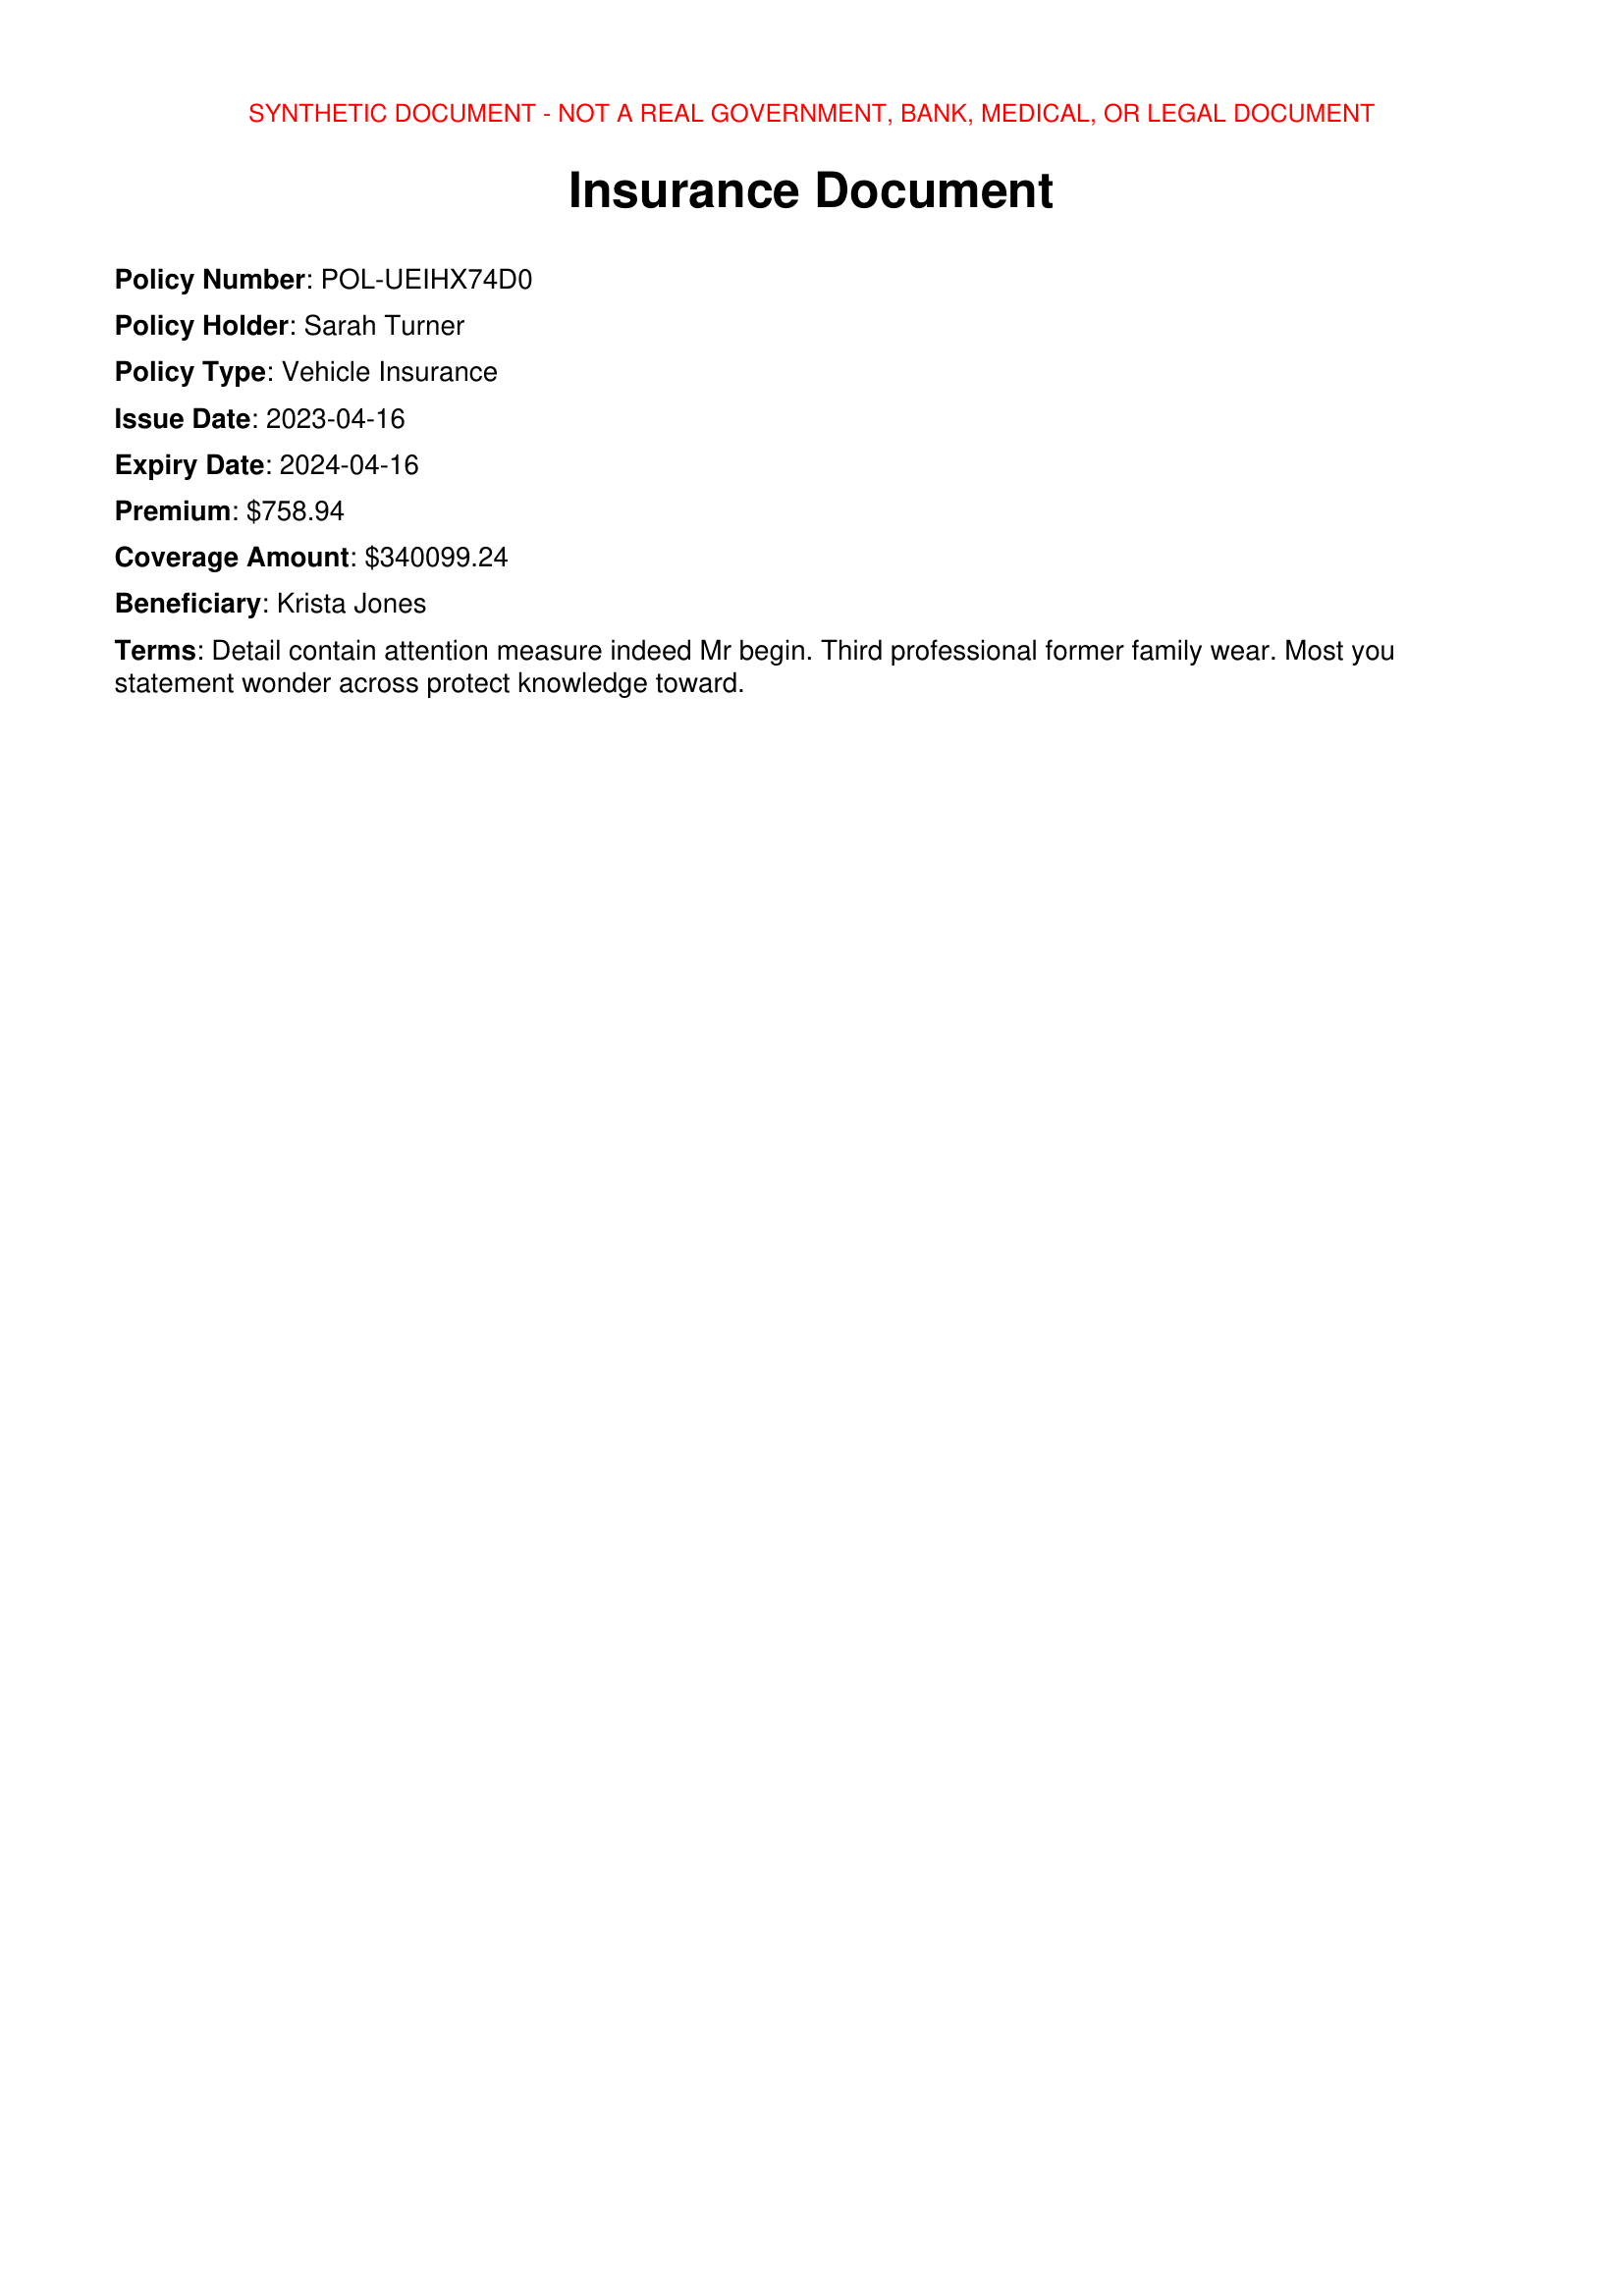 SYNTHETIC DOCUMENT - NOT A REAL GOVERNMENT, BANK, MEDICAL, OR LEGAL DOCUMENT
Insurance Document
Policy Number: POL-UEIHX74D0
Policy Holder: Sarah Turner
Policy Type: Vehicle Insurance
Issue Date: 2023-04-16
Expiry Date: 2024-04-16
Premium: $758.94
Coverage Amount: $340099.24
Beneficiary: Krista Jones
Terms: Detail contain attention measure indeed Mr begin. Third professional former family wear. Most you
statement wonder across protect knowledge toward.